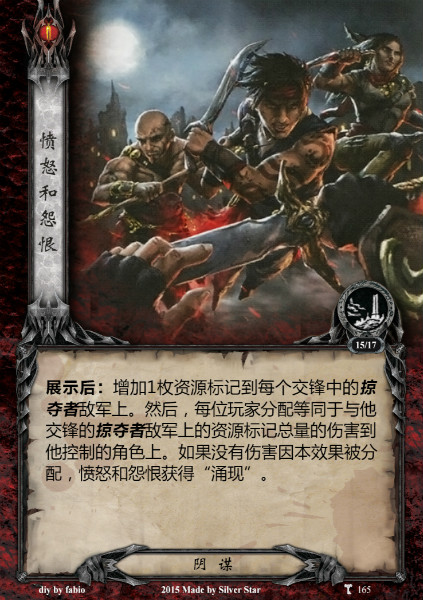 愤怒和怨恨
15/17
展示后：增加1枚资源标记到每个交锋中的掠
夺者敌军上。然后，每位玩家分配等同于与他
交锋的掠夺者敌军上的资源标记总量的伤害到
他控制的角色上。如果没有伤害因本效果被分
配，愤怒和怨恨获得“涌现”。
阴谋
diy by fabio
2015 Made by Silver Star
165